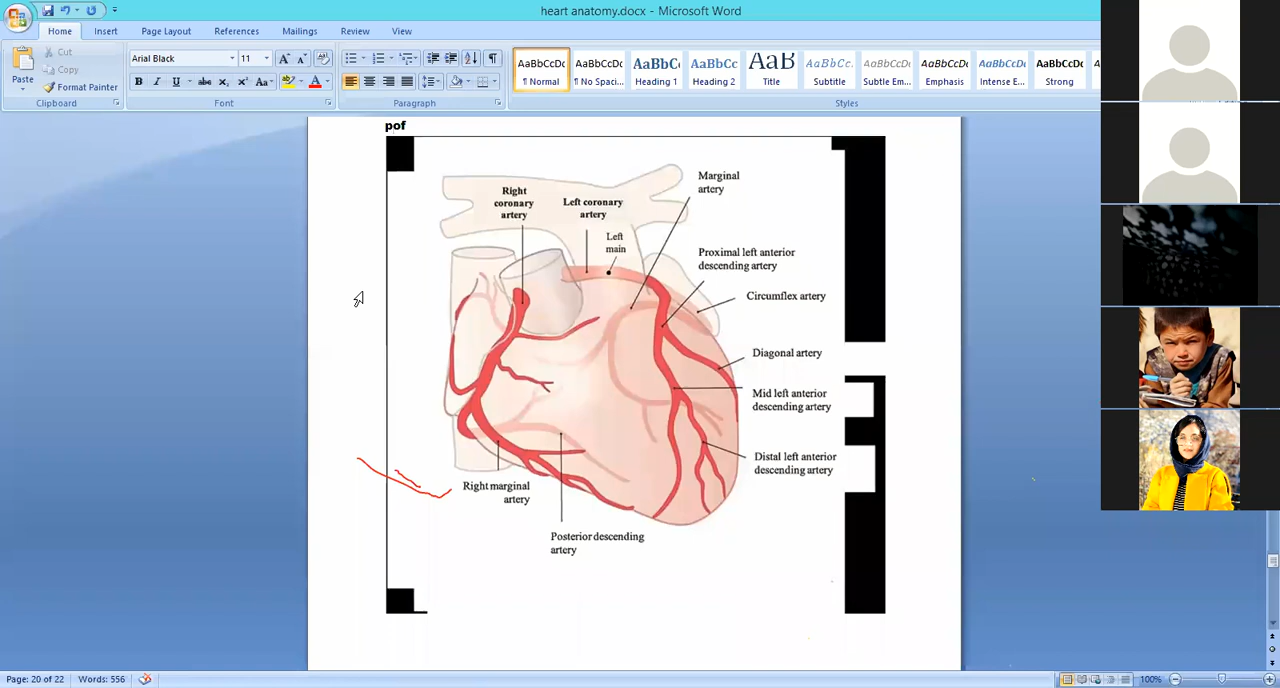 heart anatomy.docx - Microsoft Word
Home Insert Page Layout References Mailings Review View
Paste
Cut
Copy
Format Painter
Clipboard
Arial Black 11
Font
Paragraph
AaBbCcDc AaBbCcDc AaBbC AaBbCc AaB AaBbCc. AaBbCcDc AaBbCcDc AaBbCcDc
¶ Normal ¶ No Spaci... Heading 1 Heading 2 Title Subtitle Subtle Em... Emphasis Intense E... Strong
Styles
pof
Right
coronary
artery
Left coronary
artery
Left
main
Marginal
artery
Proximal left anterior
descending artery
Circumflex artery
Diagonal artery
Mid left anterior
descending artery
Distal left anterior
descending artery
Right marginal
artery
Posterior descending
artery
Page: 20 of 22 Words: 556 100%